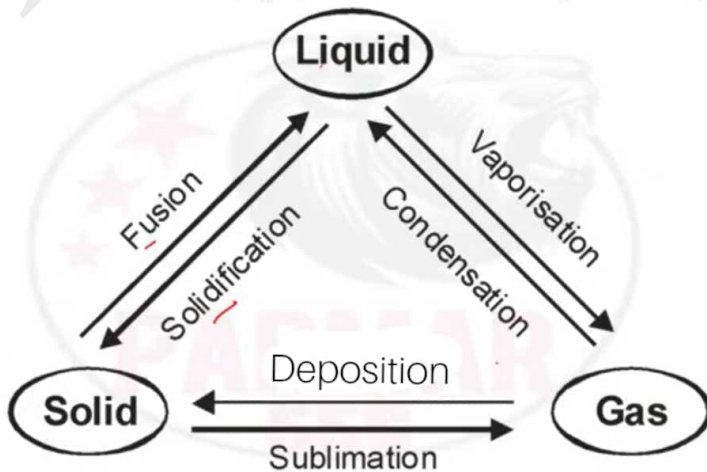 Liquid
Fusion
Solidification
Condensation
Vaporisation
Deposition
Solid
Gas
Sublimation